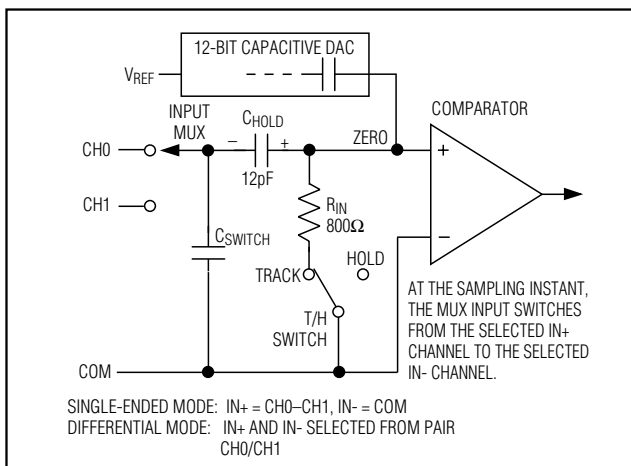 12-BIT CAPACITIVE DAC
VREF
COMPARATOR
INPUT
MUX
CHOLD
ZERO
CH0
– +
12pF
+
CH1
RIN
800Ω
CSWITCH
HOLD
–
TRACK
T/H
SWITCH
AT THE SAMPLING INSTANT,
THE MUX INPUT SWITCHES
FROM THE SELECTED IN+
CHANNEL TO THE SELECTED
IN- CHANNEL.
COM
SINGLE-ENDED MODE: IN+ = CH0–CH1, IN- = COM
DIFFERENTIAL MODE: IN+ AND IN- SELECTED FROM PAIR
CH0/CH1